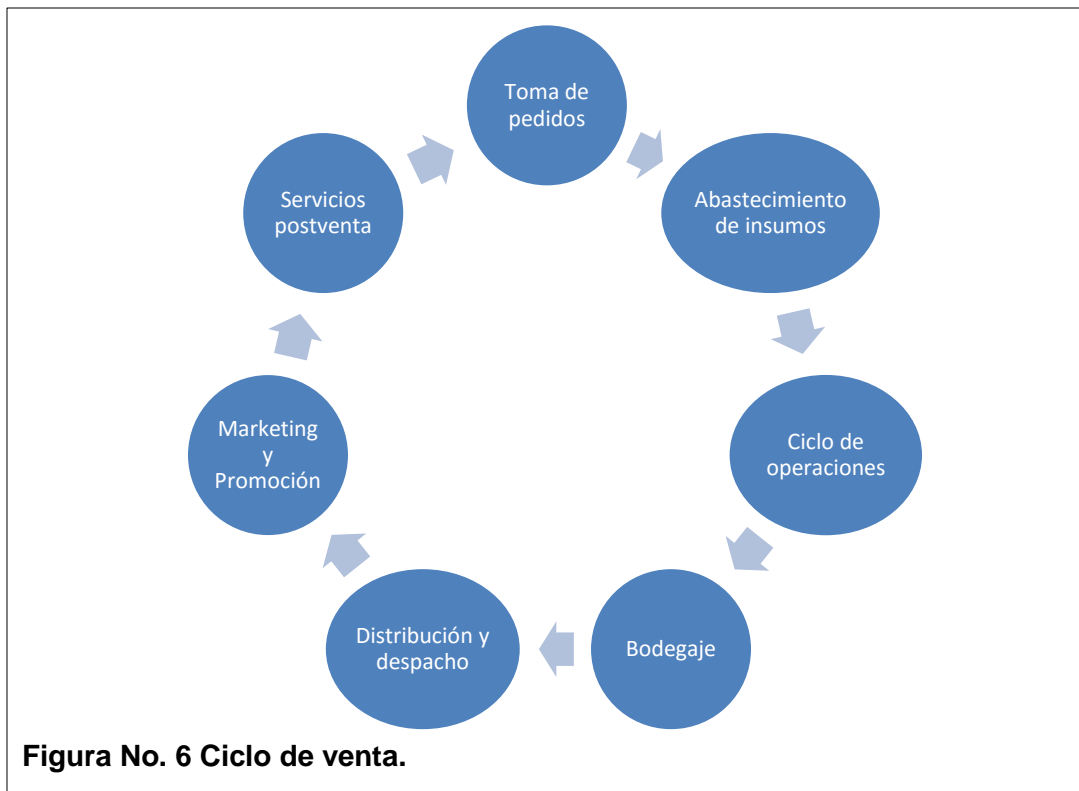 Toma de
pedidos
Abastecimiento
de insumos
Ciclo de
operaciones
Bodegaje
Distribución y
despacho
Marketing
y
Promoción
Servicios
postventa
Figura No. 6 Ciclo de venta.